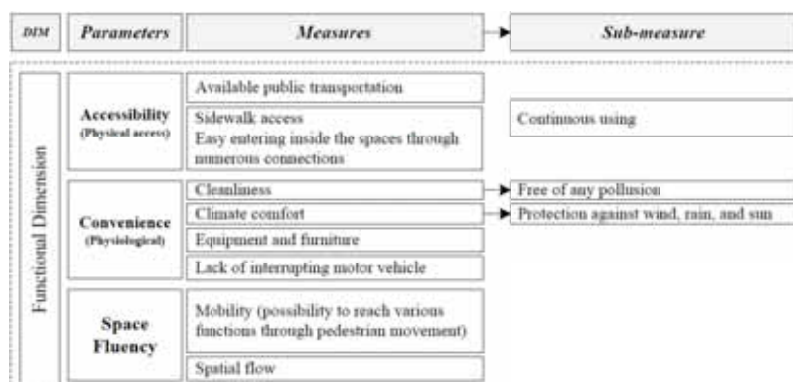 DIM Parameters Measures Sub-measure
Functional Dimension
Accessibility
(Physical access)
Available public transportation
Sidewalk access
Easy entering inside the spaces through
numerous connections
Continuous using
Convenience
(Physiological)
Cleanliness
Free of any pollusion
Climate comfort
Protection against wind, rain, and sun
Equipment and furniture
Lack of interrupting motor vehicle
Space
Fluency
Mobility (possibility to reach various
functions through pedestrian movement)
Spatial flow